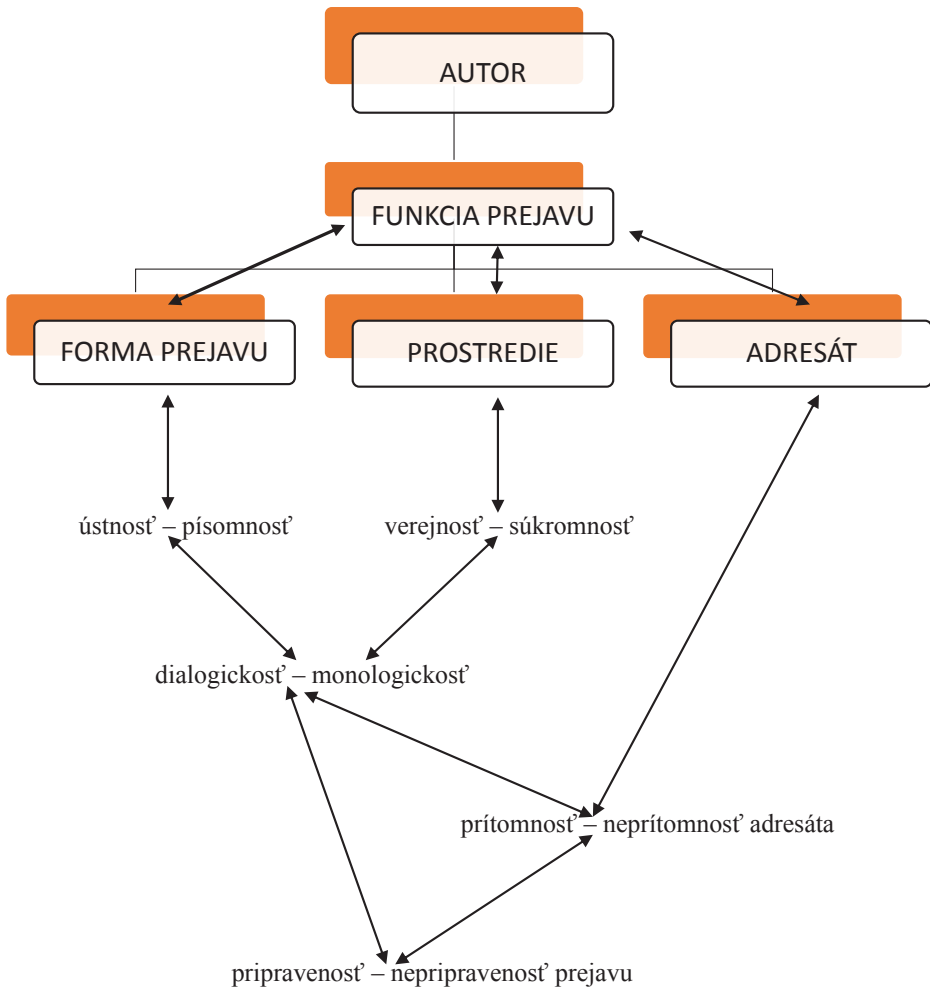 AUTOR
FUNKCIA PREJAVU
FORMA PREJAVU
PROSTREDIE
ADRESÁT
ústnosť – písomnosť
verejnosť – súkromnosť
dialogickosť – monologickosť
prítomnosť – neprítomnosť adresáta
pripravenosť – nepripravenosť prejavu